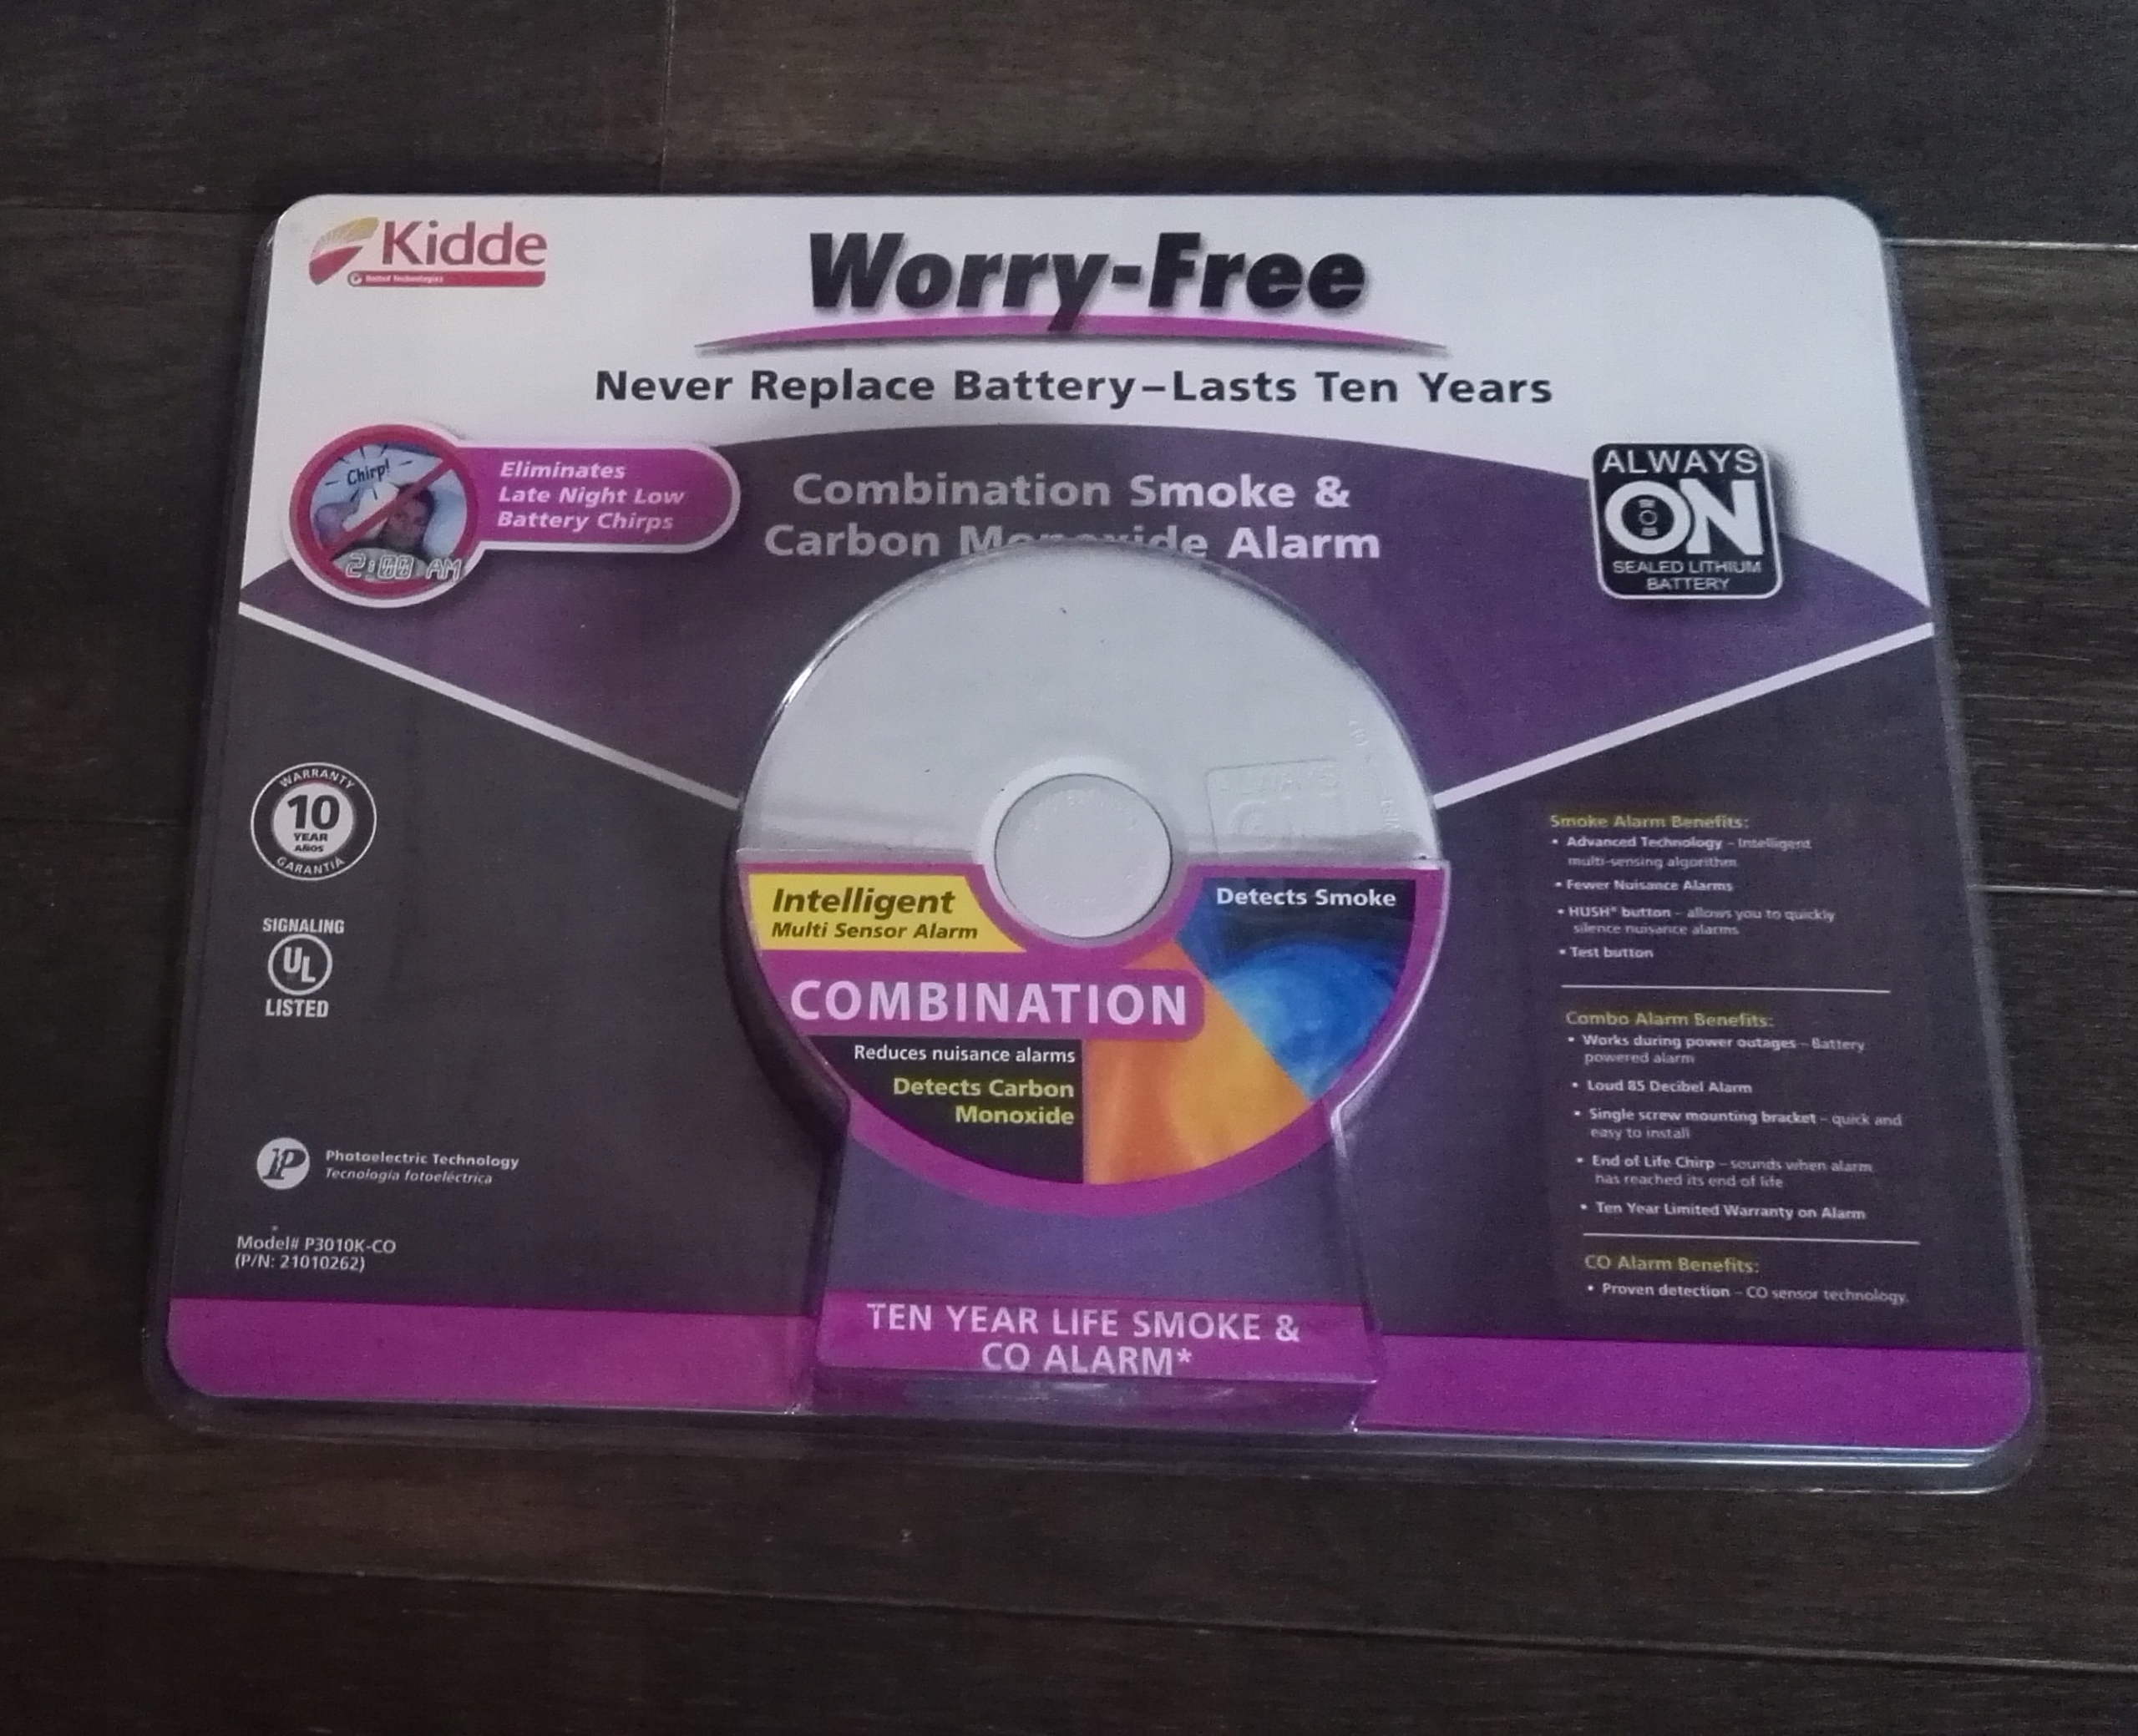 Kidde
United Technologies
Worry-Free
Never Replace Battery–Lasts Ten Years
Chirp!
2:00 AM
Eliminates
Late Night Low
Battery Chirps
Combination Smoke &
Carbon Monoxide Alarm
ALWAYS
ON
SEALED LITHIUM
BATTERY
WARRANTY
10
YEAR
AÑOS
GARANTÍA
SIGNALING
UL
LISTED
Photoelectric Technology
Tecnología fotoeléctrica
Model# P3010K-CO
(P/N: 21010262)
Intelligent
Multi Sensor Alarm
Detects Smoke
COMBINATION
Reduces nuisance alarms
Detects Carbon
Monoxide
TEN YEAR LIFE SMOKE &
CO ALARM*
Smoke Alarm Benefits:
• Advanced Technology – Intelligent
multi-sensing algorithm
• Fewer Nuisance Alarms
• HUSH® button – allows you to quickly
silence nuisance alarms
• Test button
Combo Alarm Benefits:
• Works during power outages – Battery
powered alarm
• Loud 85 Decibel Alarm
• Single screw mounting bracket – quick and
easy to install
• End of Life Chirp – sounds when alarm
has reached its end of life
• Ten Year Limited Warranty on Alarm
CO Alarm Benefits:
• Proven detection – CO sensor technology.